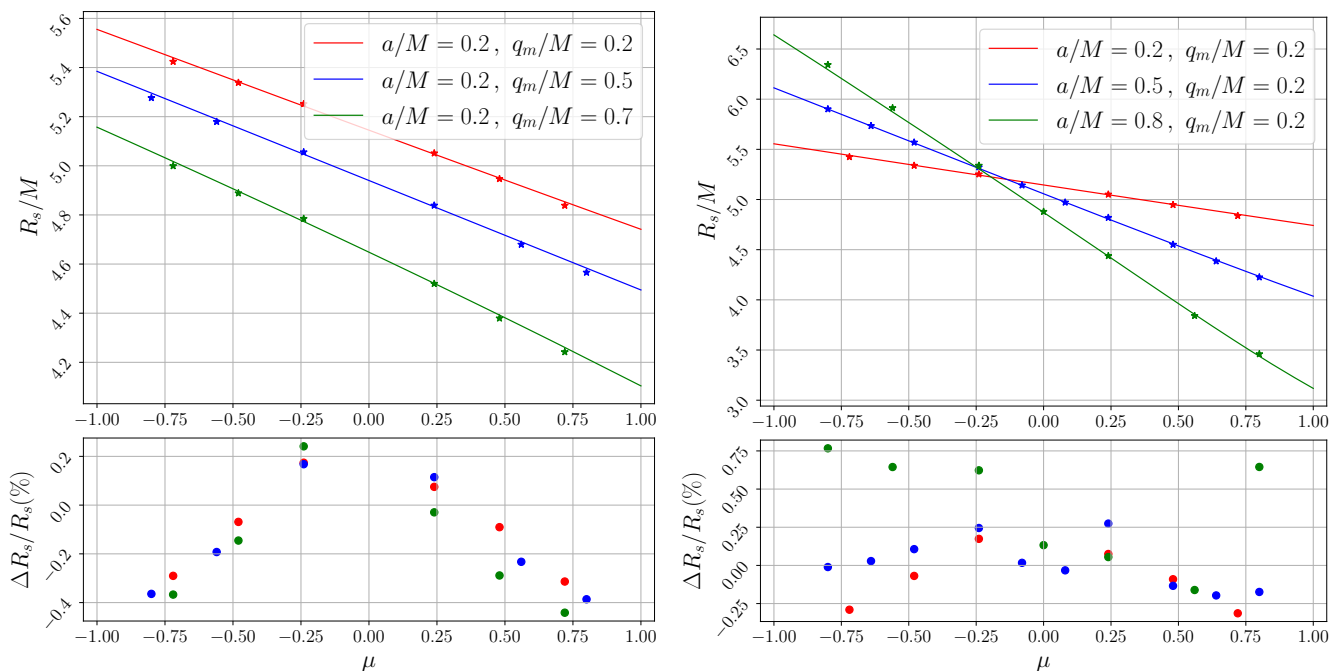 5.6
5.4
5.2
5.0
4.8
4.6
4.4
4.2
R_s/M
a/M = 0.2 , q_m/M = 0.2
a/M = 0.2 , q_m/M = 0.5
a/M = 0.2 , q_m/M = 0.7
−1.00 −0.75 −0.50 −0.25 0.00 0.25 0.50 0.75 1.00
0.2
0.0
−0.2
−0.4
ΔR_s/R_s(%)
−1.00 −0.75 −0.50 −0.25 0.00 0.25 0.50 0.75 1.00
μ
6.5
6.0
5.5
5.0
4.5
4.0
3.5
3.0
R_s/M
a/M = 0.2 , q_m/M = 0.2
a/M = 0.5 , q_m/M = 0.2
a/M = 0.8 , q_m/M = 0.2
−1.00 −0.75 −0.50 −0.25 0.00 0.25 0.50 0.75 1.00
0.75
0.50
0.25
0.00
−0.25
ΔR_s/R_s(%)
−1.00 −0.75 −0.50 −0.25 0.00 0.25 0.50 0.75 1.00
μ